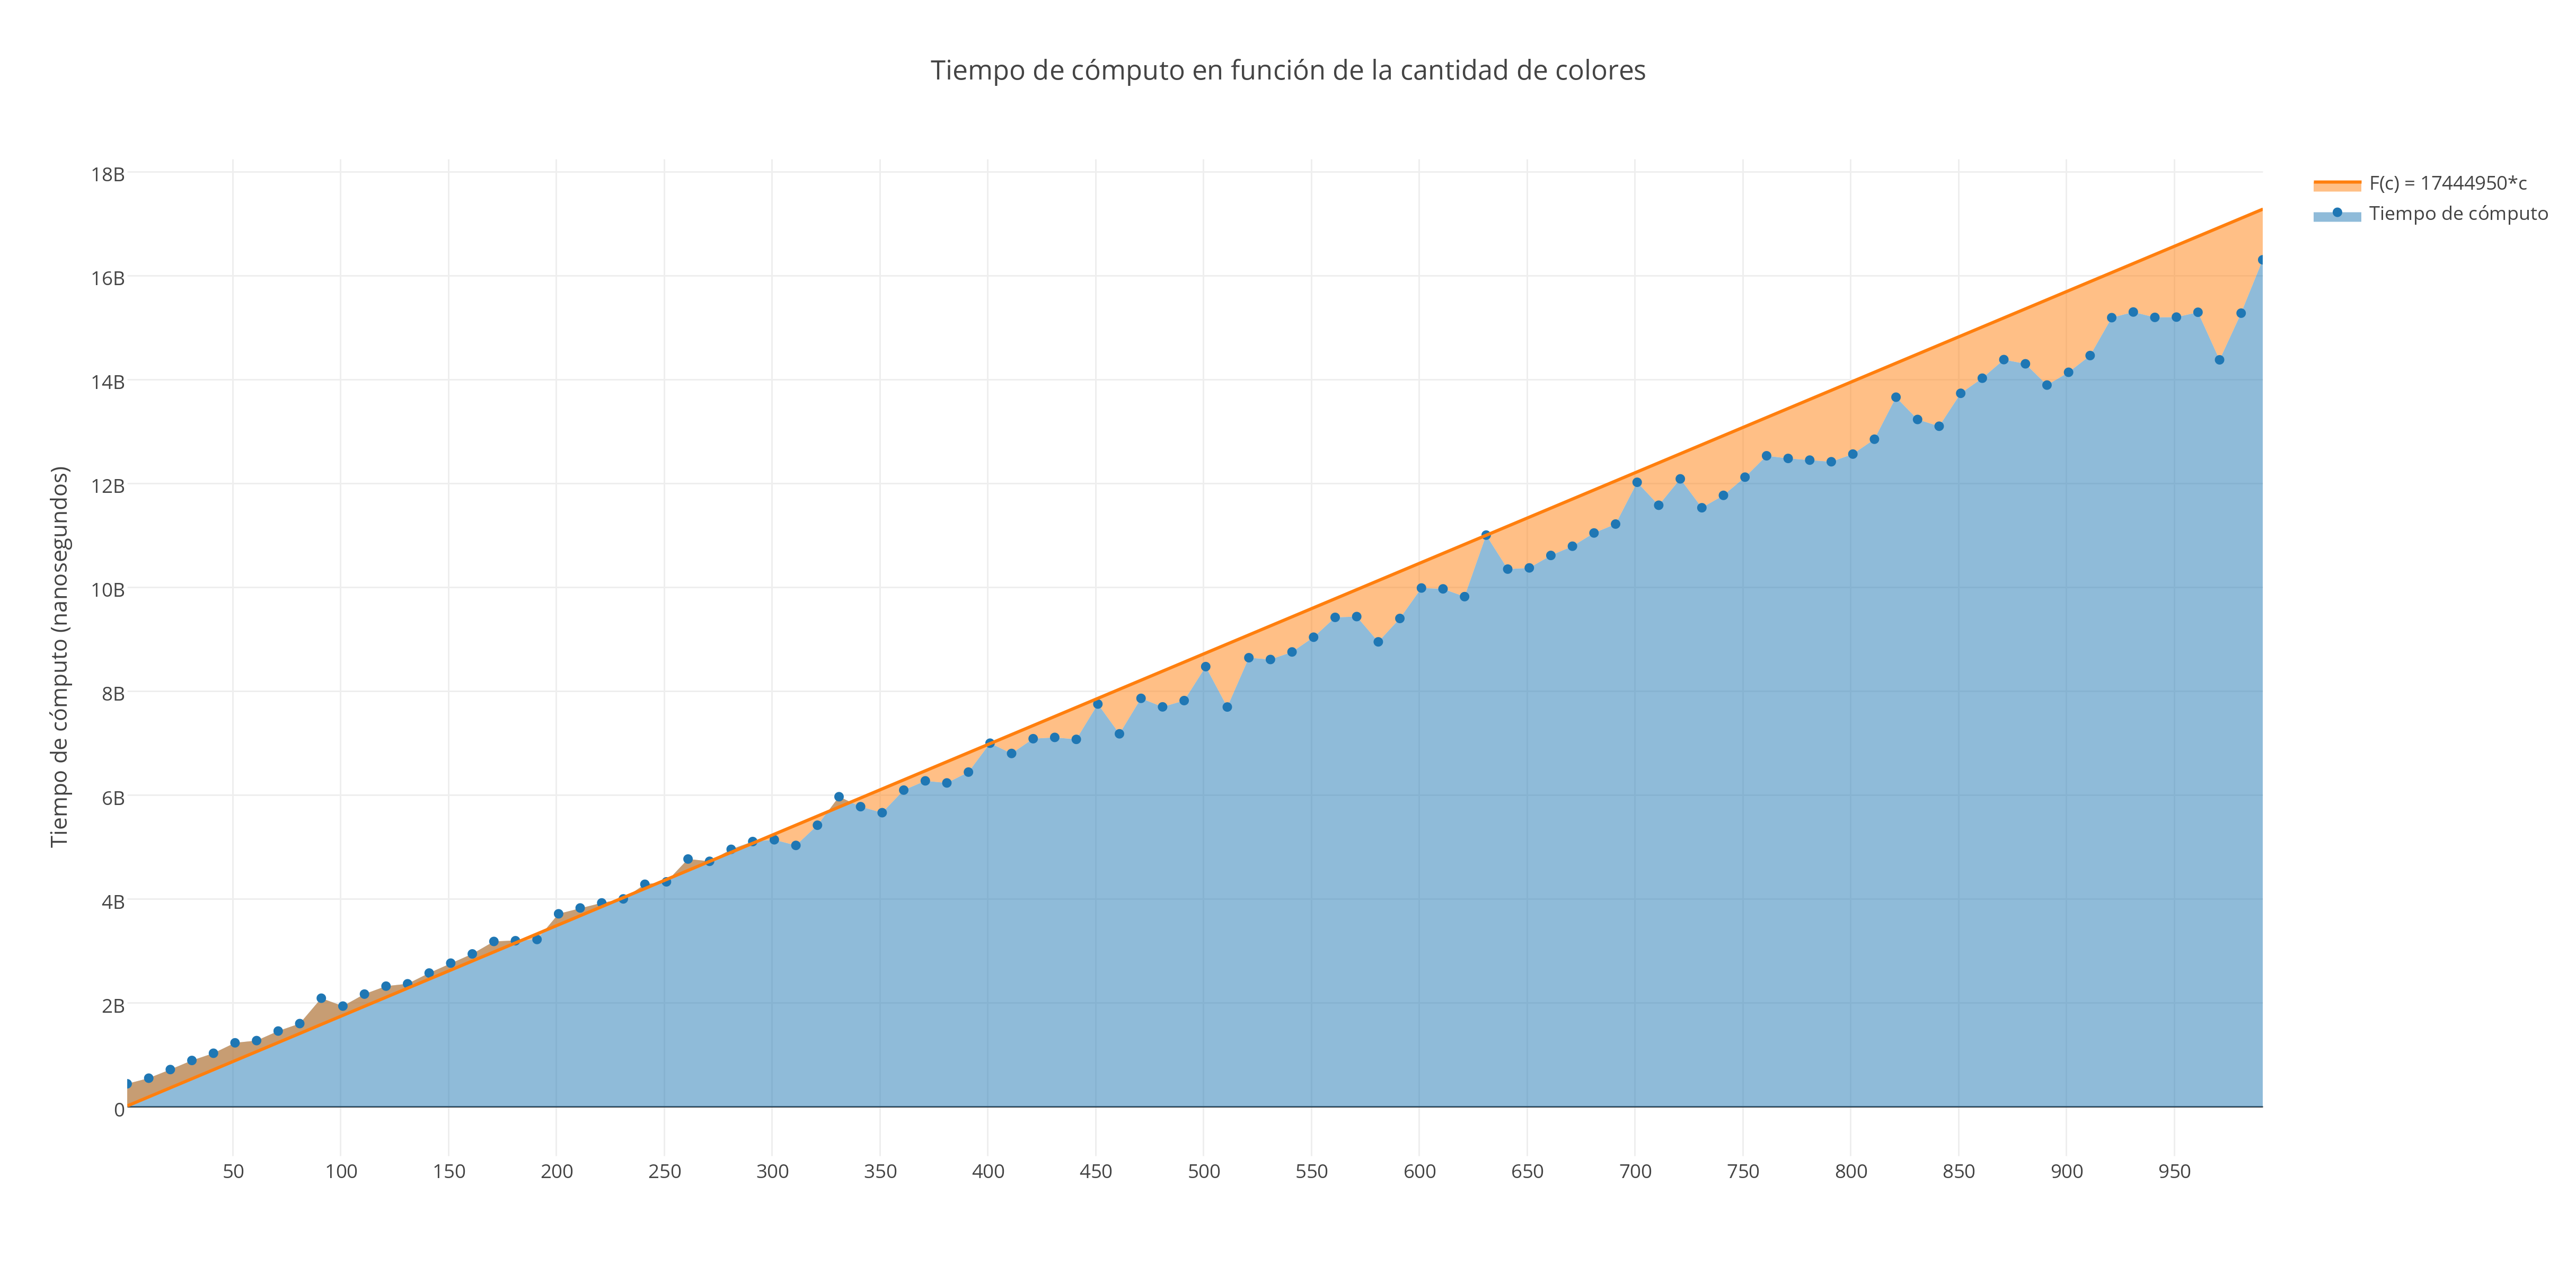 Tiempo de cómputo en función de la cantidad de colores
F(c) = 17444950*c
Tiempo de cómputo
Tiempo de cómputo (nanosegundos)
18B
16B
14B
12B
10B
8B
6B
4B
2B
0
50 100 150 200 250 300 350 400 450 500 550 600 650 700 750 800 850 900 950